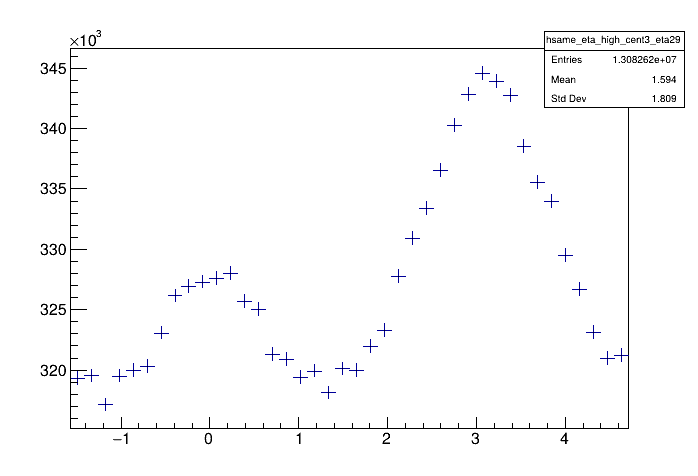 ×10³
hsame_eta_high_cent3_eta29
Entries 1.308262e+07
Mean 1.594
Std Dev 1.809
345
340
335
330
325
320
−1 0 1 2 3 4